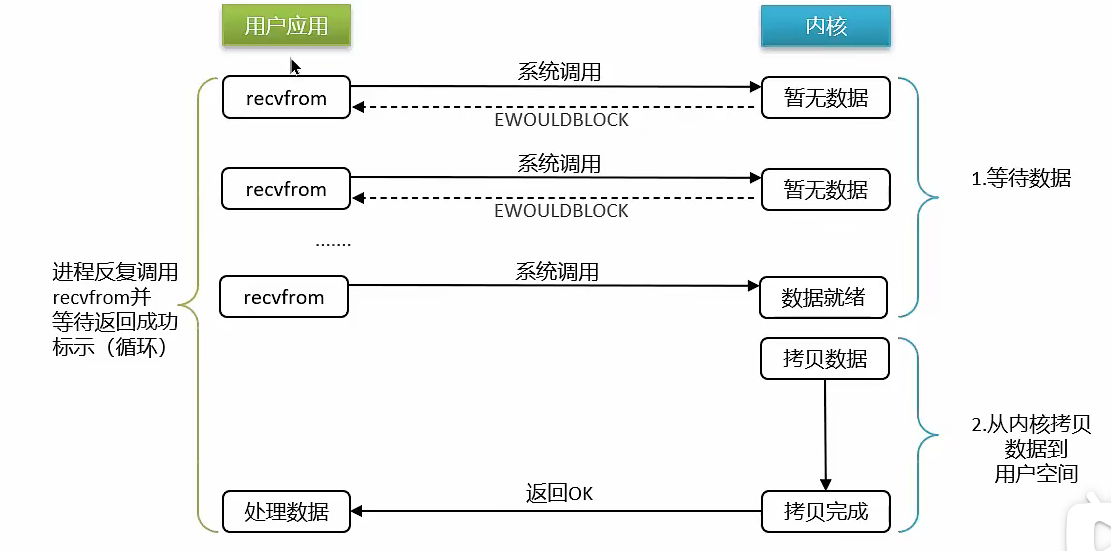 用户应用
内核
系统调用
recvfrom
暂无数据
EWOULDBLOCK
系统调用
recvfrom
暂无数据
EWOULDBLOCK
1.等待数据
.......
系统调用
recvfrom
数据就绪
进程反复调用
recvfrom并
等待返回成功
标示（循环）
拷贝数据
2.从内核拷贝
数据到
用户空间
返回OK
处理数据
拷贝完成